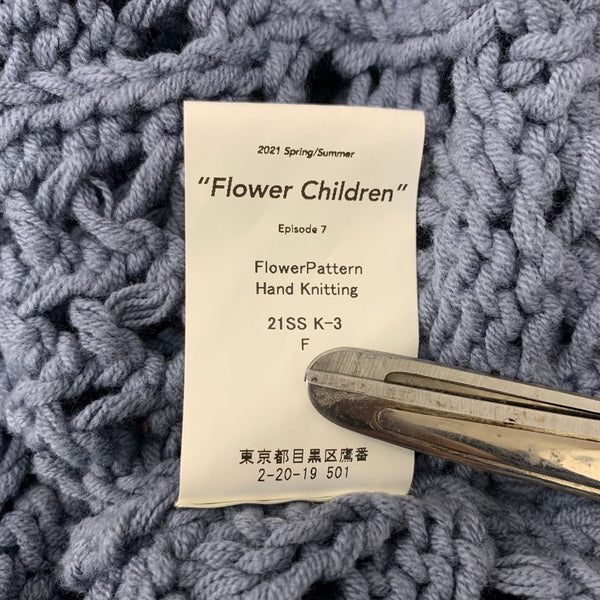 2021 Spring/Summer
"Flower Children"
Episode 7
FlowerPattern
Hand Knitting
21SS K-3
F
東京都目黒区鷹番
2-20-19 501